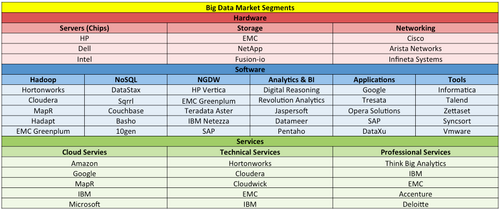 Big Data Market Segments
Hardware
Servers (Chips) Storage Networking
HP EMC Cisco
Dell NetApp Arista Networks
Intel Fusion-io Infineta Systems
Software
Hadoop NoSQL NGDW Analytics & BI Applications Tools
Hortonworks DataStax HP Vertica Digital Reasoning Google Informatica
Cloudera Sqrrl EMC Greenplum Revolution Analytics Tresata Talend
MapR Couchbase Teradata Aster Jaspersoft Opera Solutions Zettaset
Hadapt Basho IBM Netezza Datameer SAP Syncsort
EMC Greenplum 10gen SAP Pentaho DataXu Vmware
Services
Cloud Servies Technical Servies Professional Servies
Amazon Hortonworks Think Big Analytics
Google Cloudera IBM
MapR Cloudwick EMC
IBM EMC Accenture
Microsoft IBM Deloitte